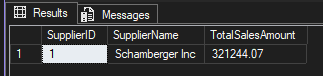 Results Messages
SupplierID SupplierName TotalSalesAmount
1 1 Schamberger Inc 321244.07